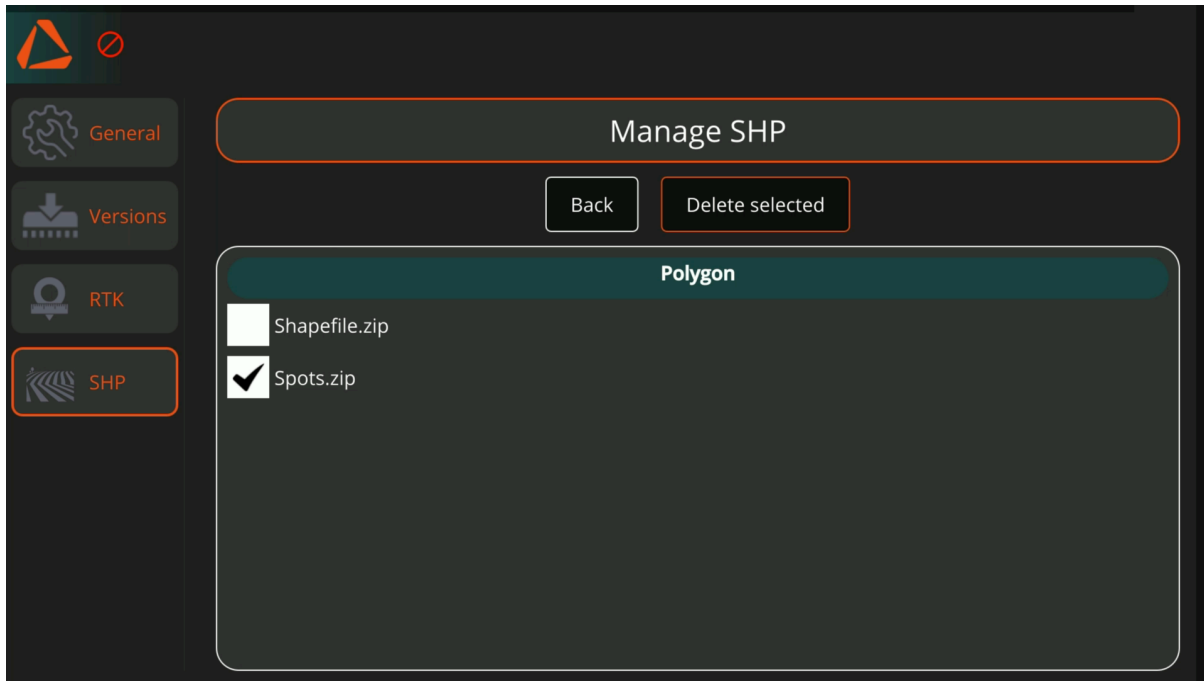 General
Versions
RTK
SHP
Manage SHP
Back
Delete selected
Polygon
Shapefile.zip
Spots.zip